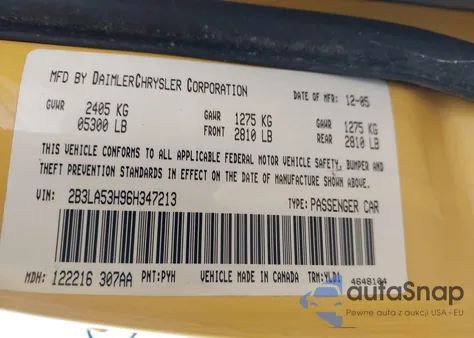 MFD BY DAIMLERCHRYSLER CORPORATION DATE OF MFR: 12-05
GVWR 2405 KG 05300 LB GAWR FRONT 1275 KG 2810 LB GAWR REAR 1275 KG 2810 LB
THIS VEHICLE CONFORMS TO ALL APPLICABLE FEDERAL MOTOR VEHICLE SAFETY, BUMPER AND
THEFT PREVENTION STANDARDS IN EFFECT ON THE DATE OF MANUFACTURE SHOWN ABOVE.
VIN: 2B3LA53H96H347213 TYPE: PASSENGER CAR
MDH: 122216 307AA PNT: PYH VEHICLE MADE IN CANADA TRM: YLD1
4648104
autoSnap
Pewne auta z aukcji USA - EU